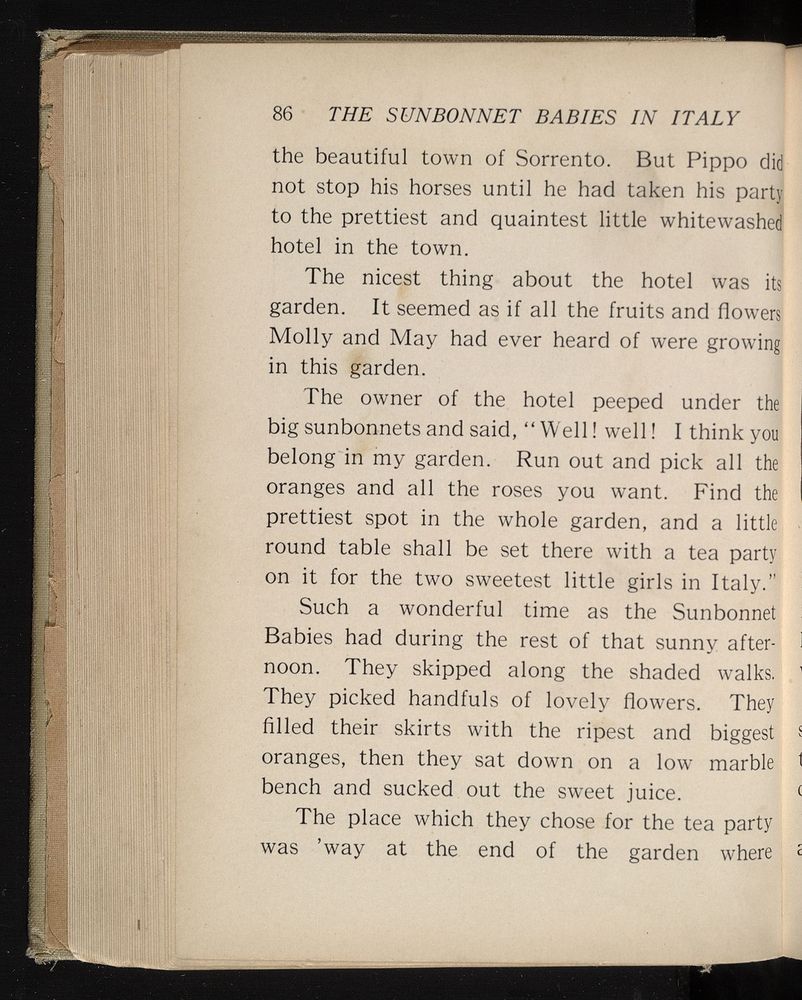 86 THE SUNBONNET BABIES IN ITALY
the beautiful town of Sorrento. But Pippo did
not stop his horses until he had taken his party
to the prettiest and quaintest little whitewashed
hotel in the town.
The nicest thing about the hotel was its
garden. It seemed as if all the fruits and flowers
Molly and May had ever heard of were growing
in this garden.
The owner of the hotel peeped under the
big sunbonnets and said, “Well! well! I think you
belong in my garden. Run out and pick all the
oranges and all the roses you want. Find the
prettiest spot in the whole garden, and a little
round table shall be set there with a tea party
on it for the two sweetest little girls in Italy.”
Such a wonderful time as the Sunbonnet
Babies had during the rest of that sunny after-
noon. They skipped along the shaded walks.
They picked handfuls of lovely flowers. They
filled their skirts with the ripest and biggest
oranges, then they sat down on a low marble
bench and sucked out the sweet juice.
The place which they chose for the tea party
was ’way at the end of the garden where